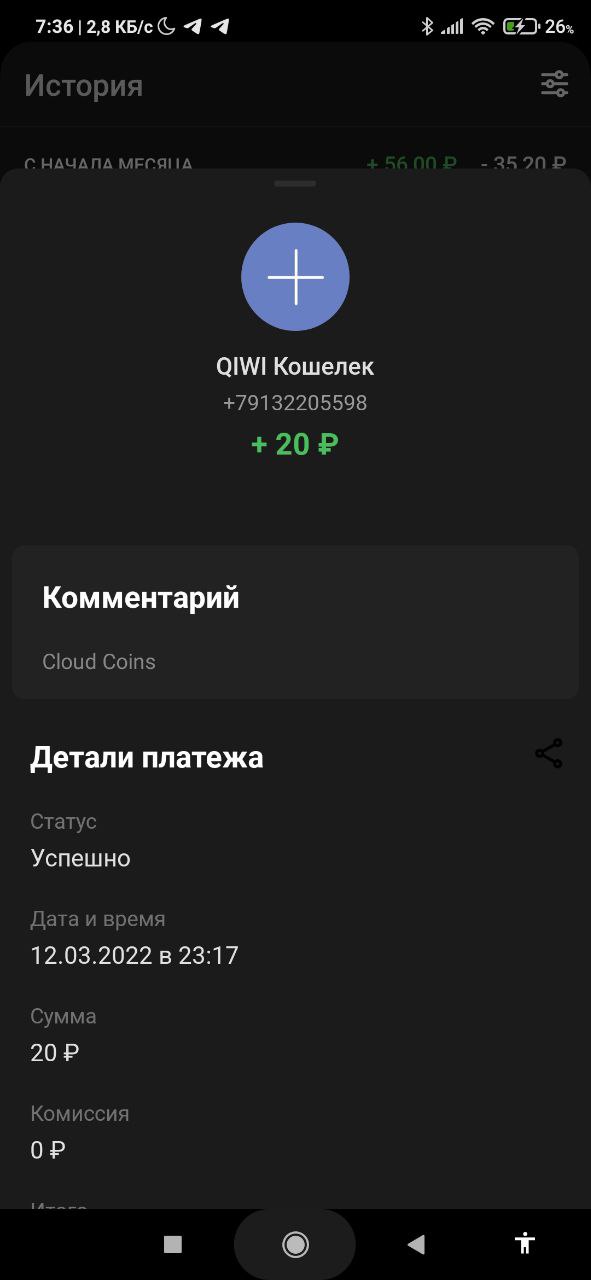 7:36 | 2,8 КБ/с
26%
История
С НАЧАЛА МЕСЯЦА
+ 56,00 ₽ - 35,20 ₽
QIWI Кошелек
+79132205598
+ 20 ₽
Комментарий
Cloud Coins
Детали платежа
Статус
Успешно
Дата и время
12.03.2022 в 23:17
Сумма
20 ₽
Комиссия
0 ₽
Итого